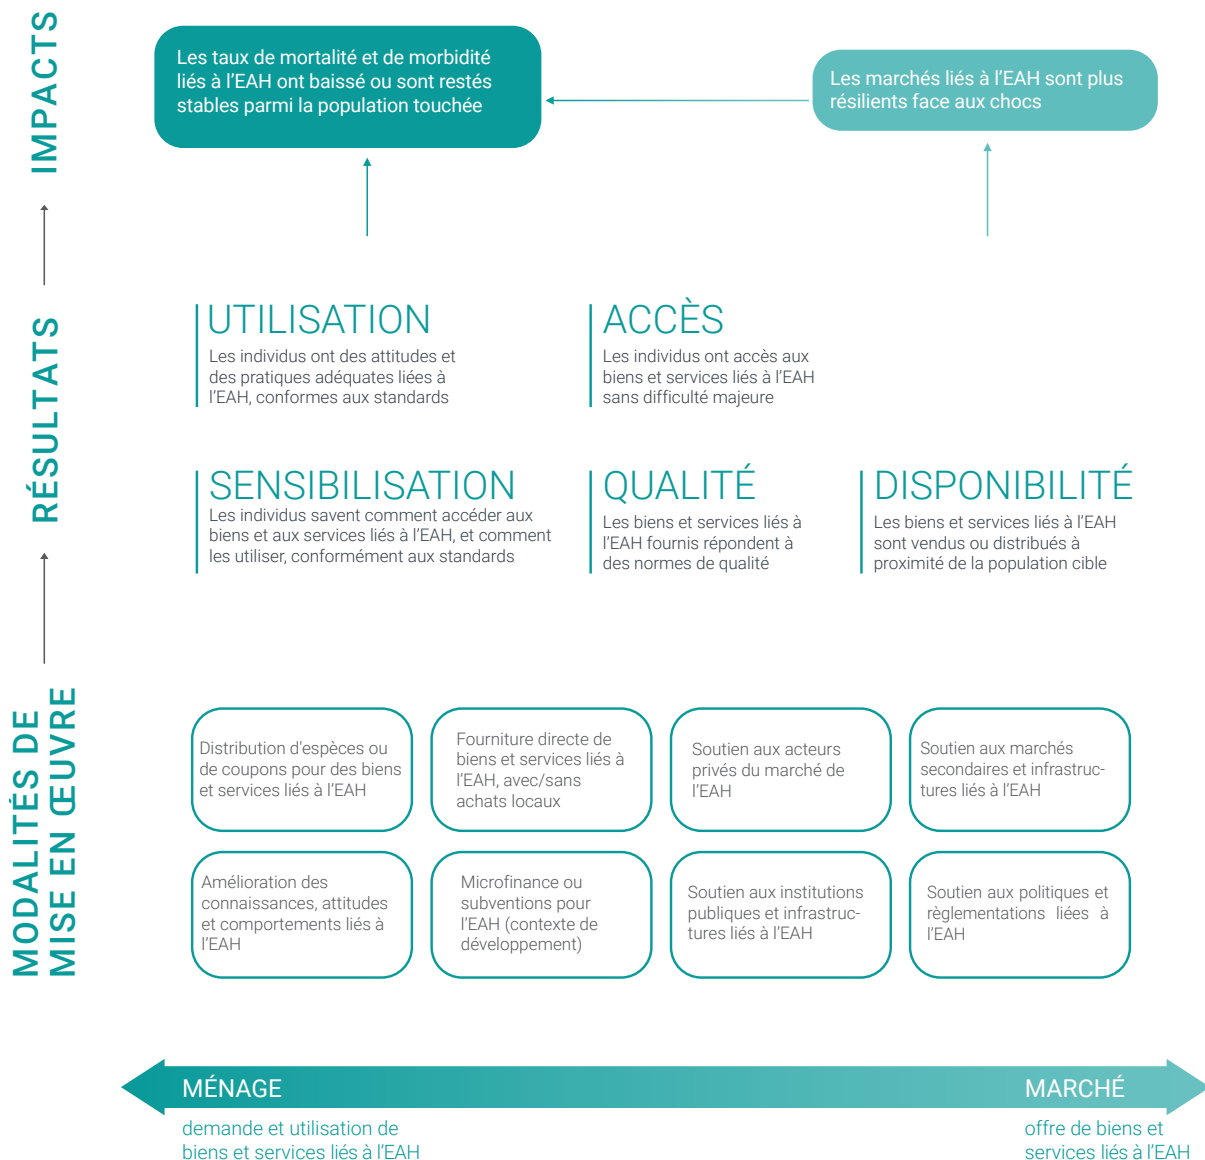 IMPACTS
Les taux de mortalité et de morbidité
liés à l'EAH ont baissé ou sont restés
stables parmi la population touchée
Les marchés liés à l'EAH sont plus
résilients face aux chocs
RÉSULTATS
UTILISATION
Les individus ont des attitudes et
des pratiques adéquates liées à
l'EAH, conformes aux standards
ACCÈS
Les individus ont accès aux
biens et services liés à l'EAH
sans difficulté majeure
SENSIBILISATION
Les individus savent comment accéder aux
biens et aux services liés à l'EAH, et comment
les utiliser, conformément aux standards
QUALITÉ
Les biens et services liés à
l'EAH fournis répondent à
des normes de qualité
DISPONIBILITÉ
Les biens et services liés à l'EAH
sont vendus ou distribués à
proximité de la population cible
MODALITÉS DE
MISE EN ŒUVRE
Distribution d'espèces ou
de coupons pour des biens
et services liés à l'EAH
Fourniture directe de
biens et services liés à
l'EAH, avec/sans
achats locaux
Soutien aux acteurs
privés du marché de
l'EAH
Soutien aux marchés
secondaires et infrastruc-
tures liés à l'EAH
Amélioration des
connaissances, attitudes
et comportements liés à
l'EAH
Microfinance ou
subventions pour
l'EAH (contexte de
développement)
Soutien aux institutions
publiques et infrastruc-
tures liés à l'EAH
Soutien aux politiques et
règlementations liées à
l'EAH
MÉNAGE
MARCHÉ
demande et utilisation de
biens et services liés à l'EAH
offre de biens et
services liés à l'EAH